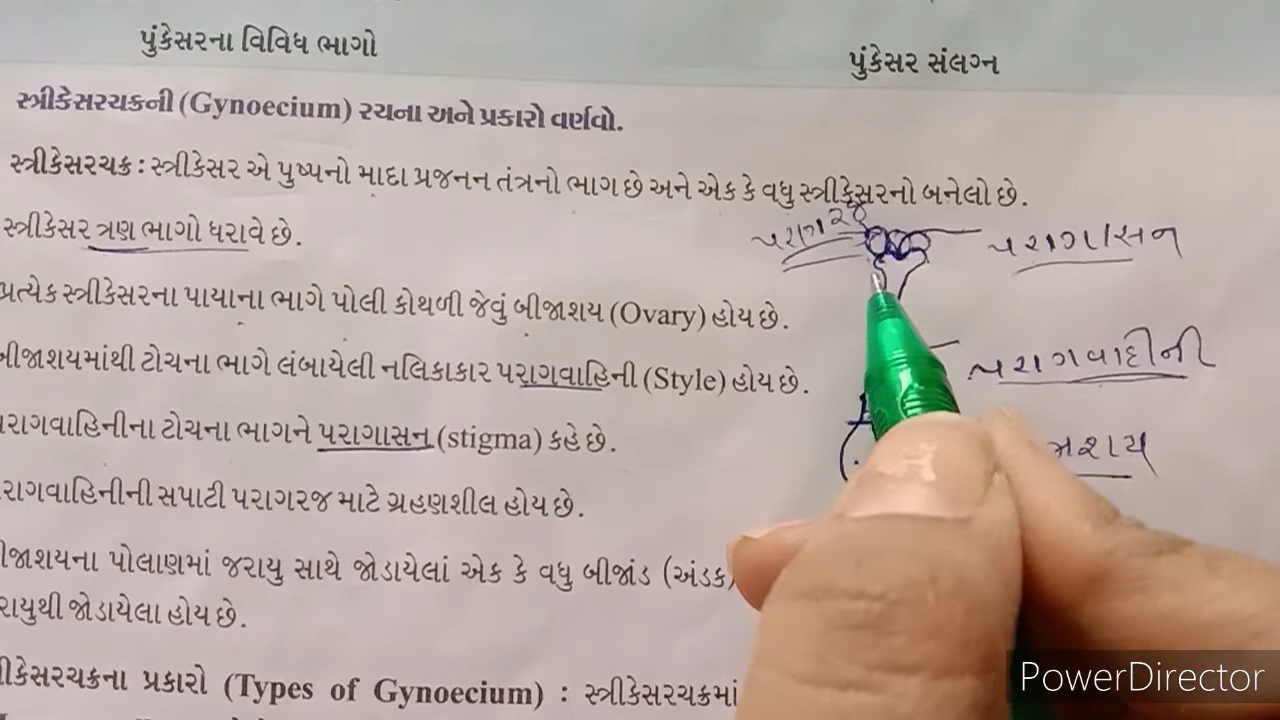 પુંકેસરના વિવિધ ભાગો
પુંકેસર સંલગ્ન
સ્ત્રીકેસરચક્રની (Gynoecium) રચના અને પ્રકારો વર્ણવો.
સ્ત્રીકેસરચક્ર : સ્ત્રીકેસર એ પુષ્પનો માદા પ્રજનન તંત્રનો ભાગ છે અને એક કે વધુ સ્ત્રીકેસરનો બનેલો છે.
સ્ત્રીકેસર ત્રણ ભાગો ધરાવે છે.
પરાગરજ
પરાગાસન
પ્રત્યેક સ્ત્રીકેસરના પાયાના ભાગે પોલી કોથળી જેવું બીજાશય (Ovary) હોય છે.
બીજાશયમાંથી ટોચના ભાગે લંબાયેલી નલિકાકાર પરાગવાહિની (Style) હોય છે.
પરાગવાહીની
પરાગવાહિનીના ટોચના ભાગને પરાગાસન (stigma) કહે છે.
રાગવાહિનીની સપાટી પરાગરજ માટે ગ્રહણશીલ હોય છે.
ીજાશયના પોલાણમાં જરાયુ સાથે જોડાયેલાં એક કે વધુ બીજાંડ (અંડક)
રાયુથી જોડાયેલા હોય છે.
ીકેસરચક્રના પ્રકારો (Types of Gynoecium) : સ્ત્રીકેસરચક્રમાં
PowerDirector